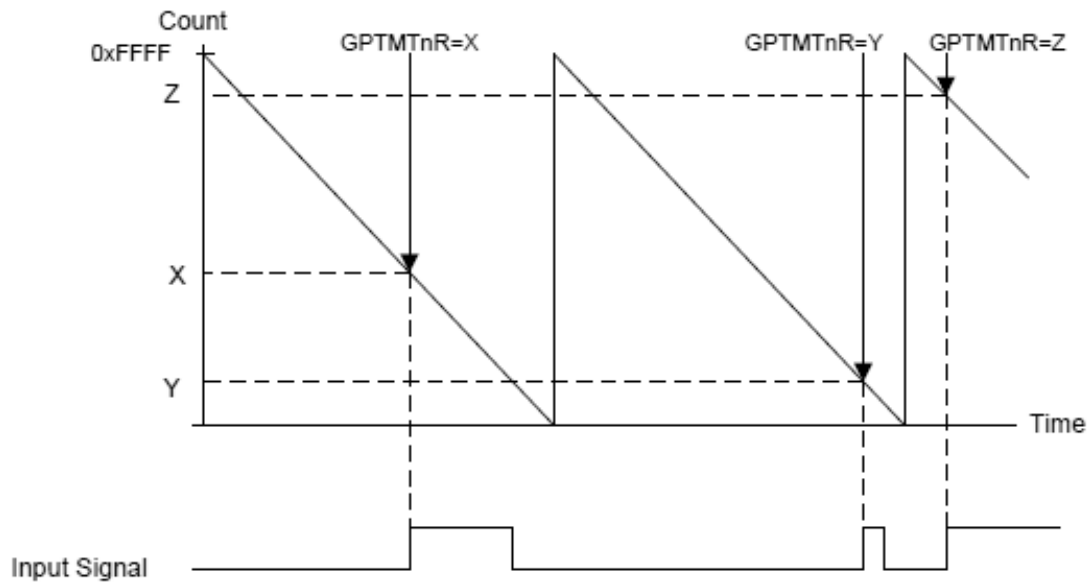 Count
0xFFFF
GPTMTnR=X
GPTMTnR=Y
GPTMTnR=Z
Z
X
Y
Time
Input Signal